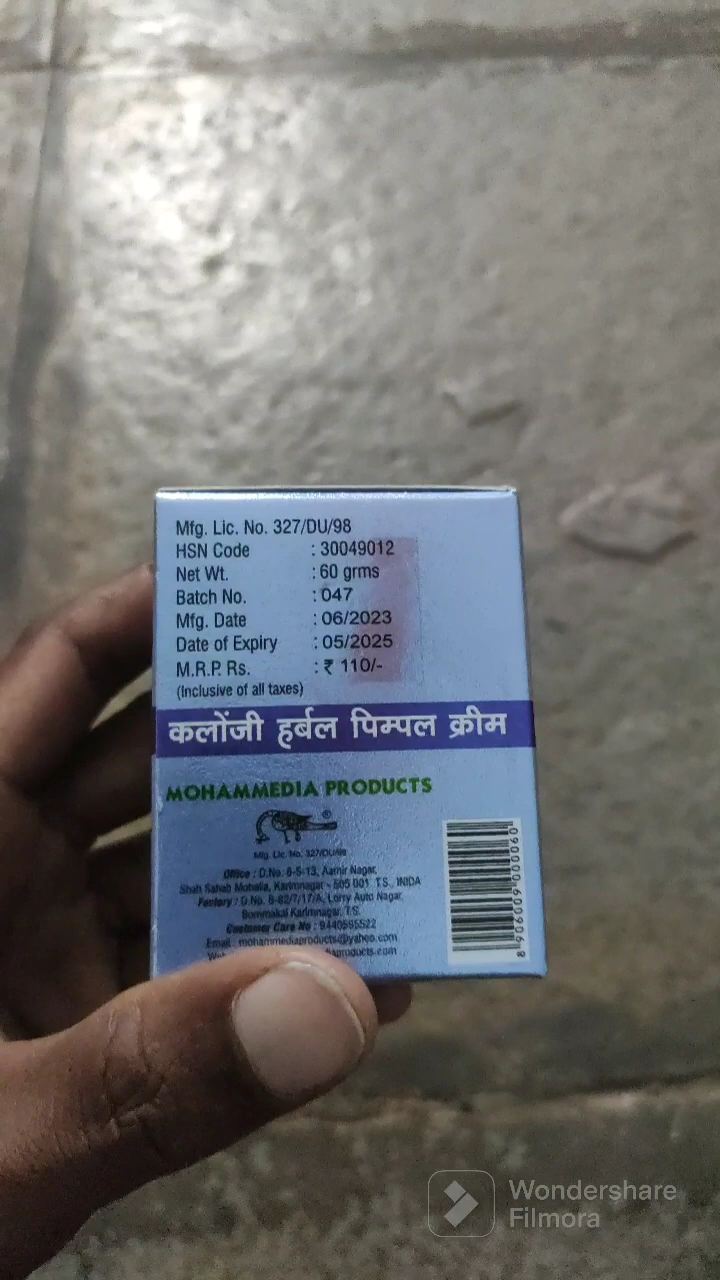 Mfg. Lic. No. 327/DU/98
HSN Code : 30049012
Net Wt. : 60 grms
Batch No. : 047
Mfg. Date : 06/2023
Date of Expiry : 05/2025
M.R.P. Rs. : ₹ 110/-
(Inclusive of all taxes)
कलोंजी हर्बल पिम्पल क्रीम
MOHAMMEDIA PRODUCTS
®
Mfg. Lic. No. 327/DU/98
Office : D.No. 6-5-13, Aamir Nagar,
Shah Sahab Mohalla, Karimnagar - 505 001. T.S., INIDA
Factory : D.No. 8-82/7/17/A, Lorry Auto Nagar,
Bommakal Karimnagar, T.S.
Customer Care No : 9440595522
Email : mohammediaproducts@yahoo.com
8 906009 000060
Wondershare
Filmora